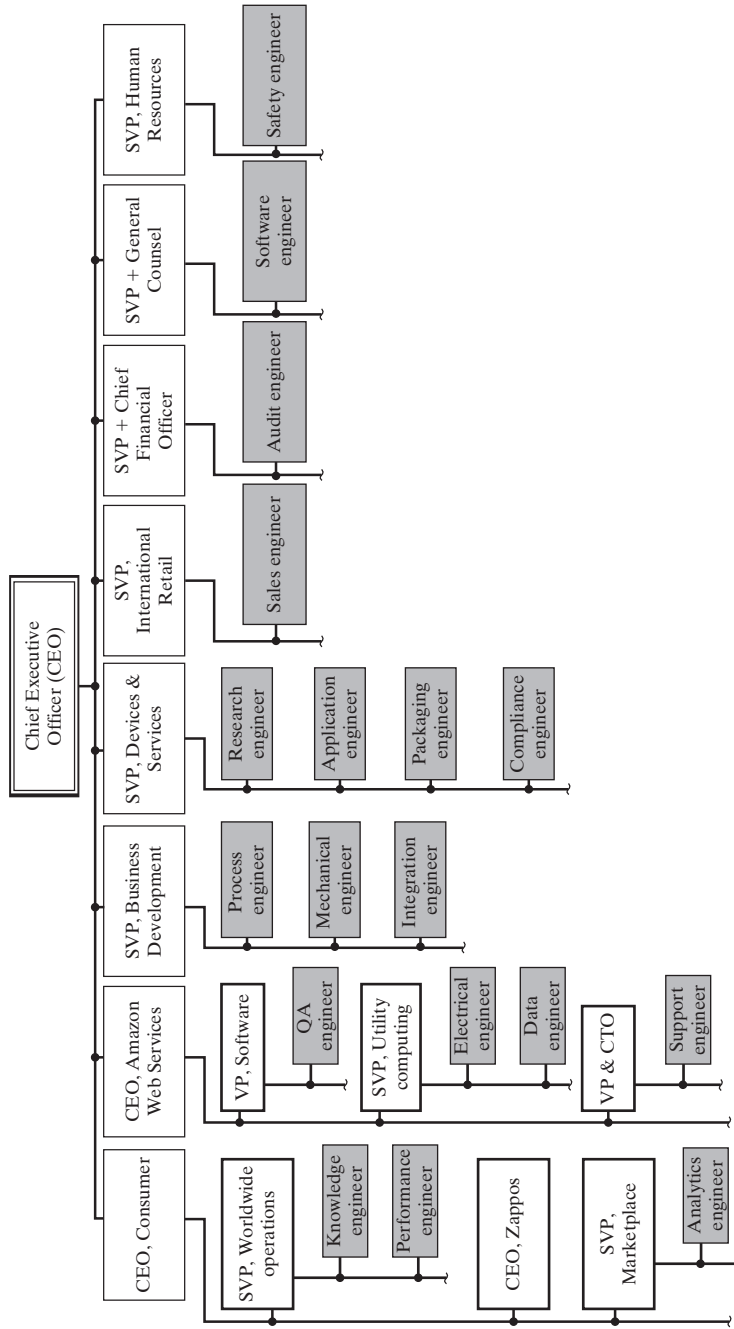 Chief Executive
Officer (CEO)
CEO, Consumer
CEO, Amazon
Web Services
SVP, Business
Development
SVP, Devices &
Services
SVP,
International
Retail
SVP + Chief
Financial
Officer
SVP + General
Counsel
SVP, Human
Resources
SVP, Worldwide
operations
Knowledge
engineer
Performance
engineer
CEO, Zappos
SVP,
Marketplace
Analytics
engineer
VP, Software
QA
engineer
SVP, Utility
computing
Electrical
engineer
Data
engineer
VP & CTO
Support
engineer
Process
engineer
Mechanical
engineer
Integration
engineer
Research
engineer
Application
engineer
Packaging
engineer
Compliance
engineer
Sales engineer
Audit engineer
Software
engineer
Safety engineer